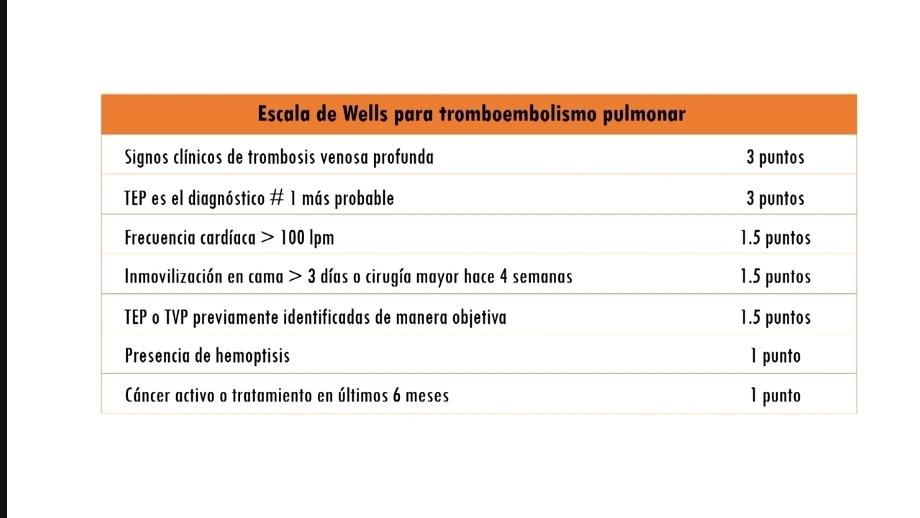 Escala de Wells para tromboembolismo pulmonar
Signos clínicos de trombosis venosa profunda 3 puntos
TEP es el diagnóstico # 1 más probable 3 puntos
Frecuencia cardíaca > 100 lpm 1.5 puntos
Inmovilización en cama > 3 días o cirugía mayor hace 4 semanas 1.5 puntos
TEP o TVP previamente identificadas de manera objetiva 1.5 puntos
Presencia de hemoptisis 1 punto
Cáncer activo o tratamiento en últimos 6 meses 1 punto